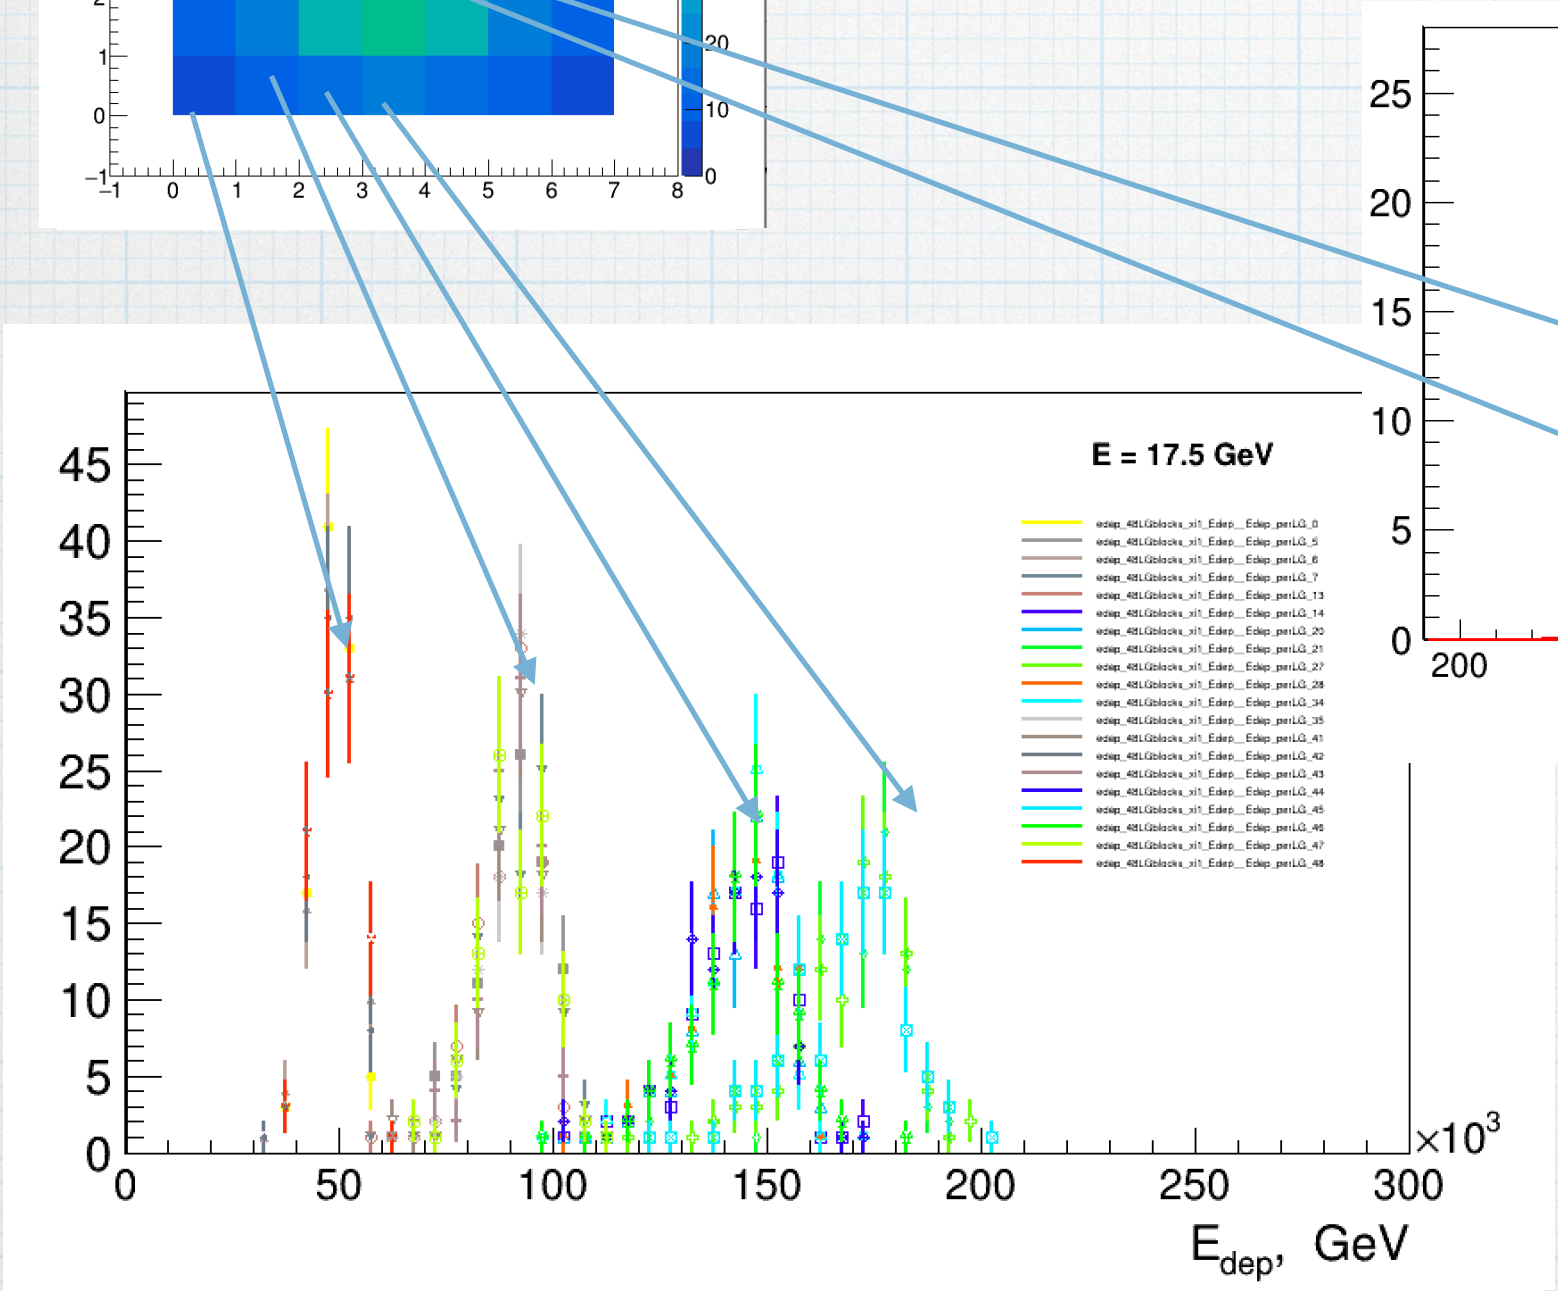 2
1
0
−1
−1 0 1 2 3 4 5 6 7 8
20
10
0
25
20
15
10
5
0
200
45
40
35
30
25
20
15
10
5
0
E = 17.5 GeV
edep_48LGblocks_xi1_Edep__Edep_perLG_0
edep_48LGblocks_xi1_Edep__Edep_perLG_5
edep_48LGblocks_xi1_Edep__Edep_perLG_6
edep_48LGblocks_xi1_Edep__Edep_perLG_7
edep_48LGblocks_xi1_Edep__Edep_perLG_13
edep_48LGblocks_xi1_Edep__Edep_perLG_14
edep_48LGblocks_xi1_Edep__Edep_perLG_20
edep_48LGblocks_xi1_Edep__Edep_perLG_21
edep_48LGblocks_xi1_Edep__Edep_perLG_27
edep_48LGblocks_xi1_Edep__Edep_perLG_28
edep_48LGblocks_xi1_Edep__Edep_perLG_34
edep_48LGblocks_xi1_Edep__Edep_perLG_35
edep_48LGblocks_xi1_Edep__Edep_perLG_41
edep_48LGblocks_xi1_Edep__Edep_perLG_42
edep_48LGblocks_xi1_Edep__Edep_perLG_43
edep_48LGblocks_xi1_Edep__Edep_perLG_44
edep_48LGblocks_xi1_Edep__Edep_perLG_45
edep_48LGblocks_xi1_Edep__Edep_perLG_46
edep_48LGblocks_xi1_Edep__Edep_perLG_47
edep_48LGblocks_xi1_Edep__Edep_perLG_48
0 50 100 150 200 250 300
×10³
E_dep, GeV